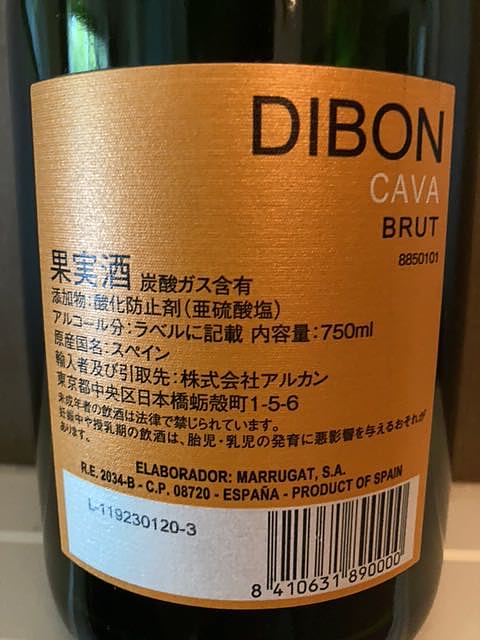 DIBON
CAVA
BRUT
8850101
果実酒 炭酸ガス含有
添加物:酸化防止剤(亜硫酸塩)
アルコール分:ラベルに記載 内容量:750ml
原産国名:スペイン
輸入者及び引取先:株式会社アルカン
東京都中央区日本橋蛎殻町1-5-6
未成年者の飲酒は法律で禁じられています。
妊娠中や授乳期の飲酒は、胎児・乳児の発育に悪影響を与えるおそれが
あります。
ELABORADOR: MARRUGAT, S.A.
R.E. 2034-B - C.P. 08720 - ESPAÑA - PRODUCT OF SPAIN
L-119230120-3
8 410631 890000